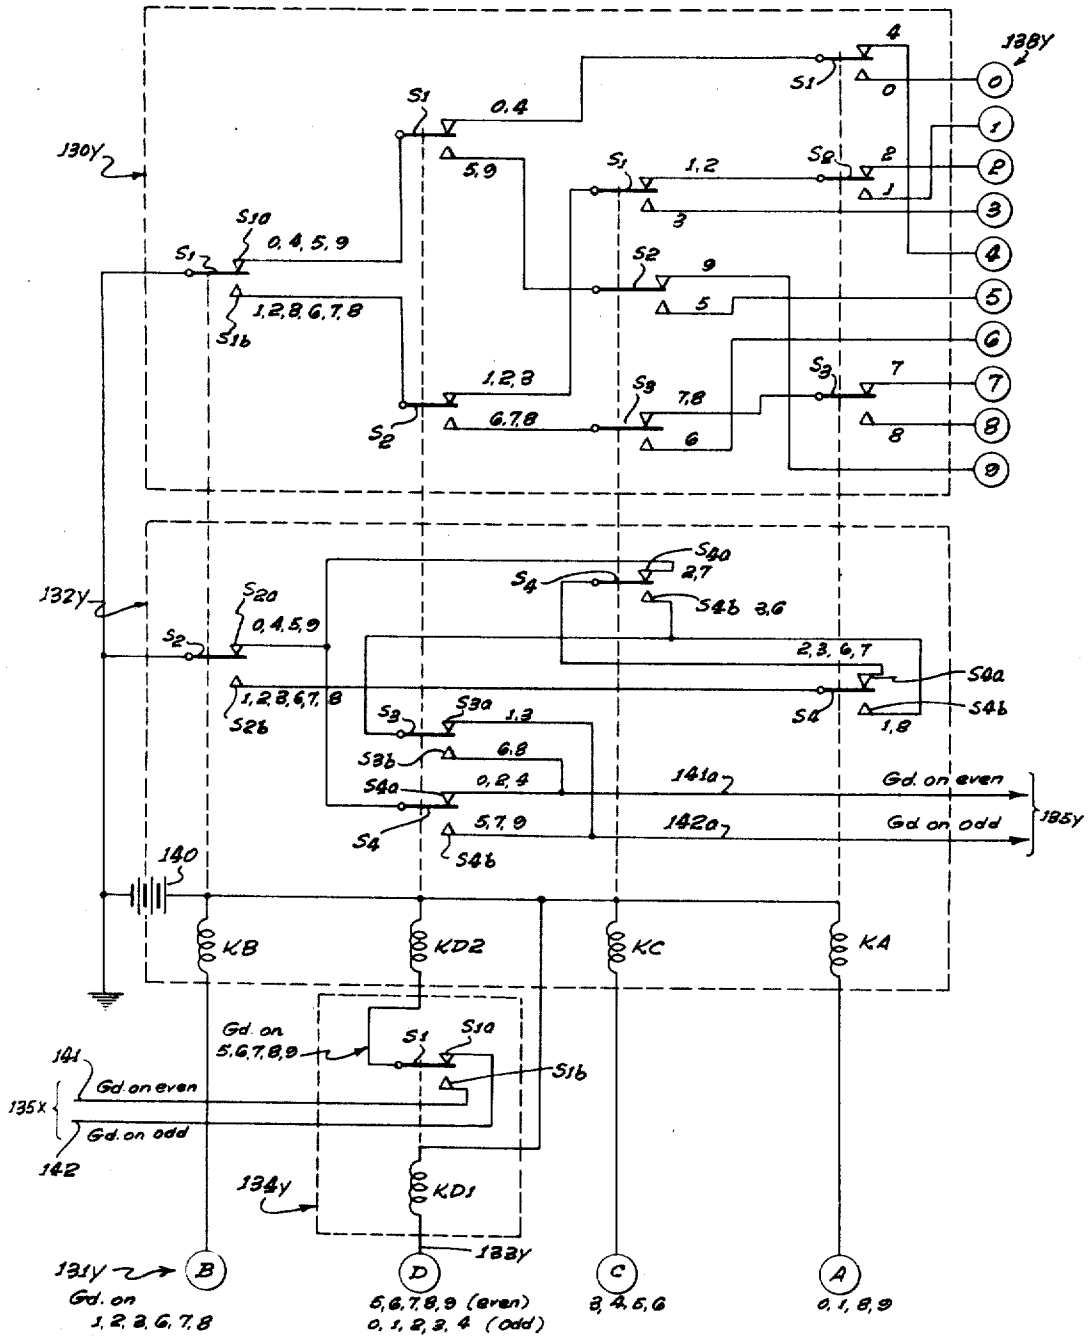 4
138Y
S1
0
0
S1
0,4
1
130Y
5,9
S1
1,2
S2
2
2
1
3
3
S10
0,4,5,9
S1
S2
9
4
1,2,3,6,7,8
5
5
S1b
6
1,2,3
S3
7
S3
7,8
7
S2
6,7,8
6
8
8
9
S4a
S4
2,7
132Y
S2a
S4b 3,6
0,4,5,9
S2
2,3,6,7
S4a
1,2,3,6,7,8
S2b
S3
S3a
1,3
S4
S4b
1,8
S3b
6,8
S4a
0,2,4
141a
Gd. on even
135Y
5,7,9
142a
Gd. on odd
S4
S4b
140
KB
KD2
KC
KA
Gd. on
5,6,7,8,9
S1
S1a
141
S1b
Gd. on even
135X
Gd. on odd
142
134Y
KD1
133Y
131Y
B
D
C
A
Gd. on
1,2,3,6,7,8
5,6,7,8,9 (even)
0,1,2,3,4 (odd)
3,4,5,6
0,1,8,9